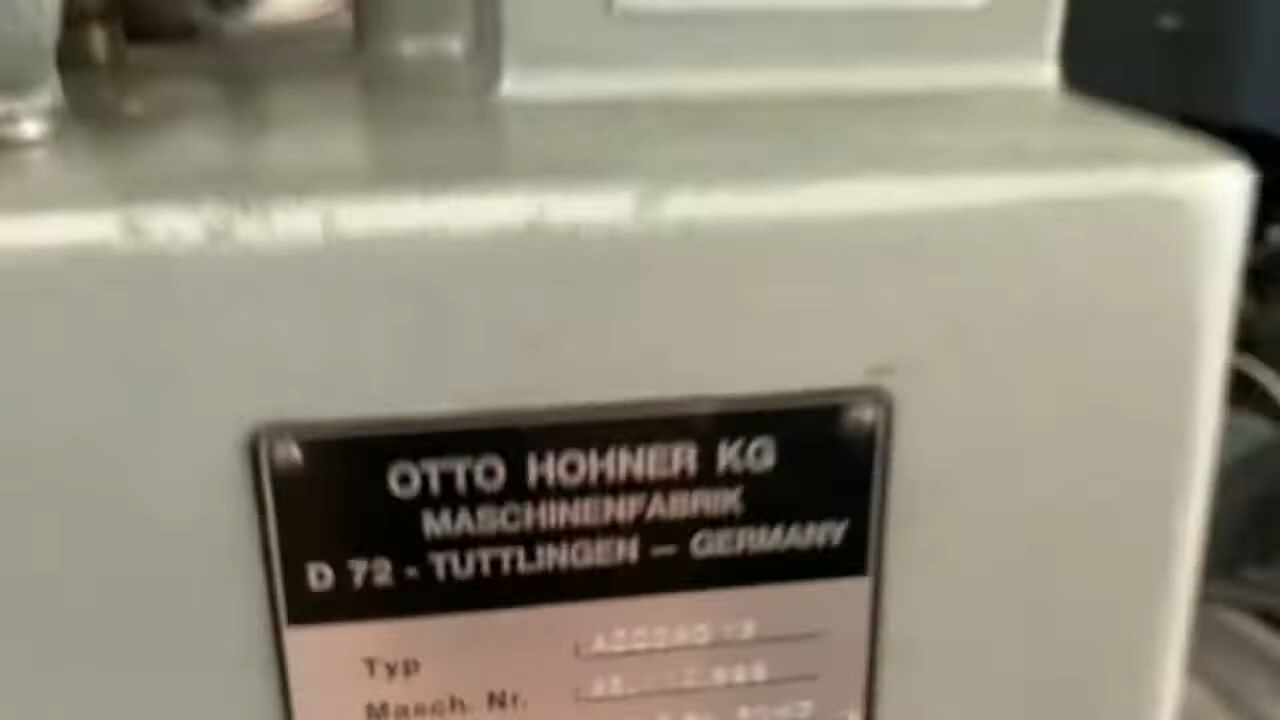 OTTO HOHNER KG
MASCHINENFABRIK
D 72 - TUTTLINGEN — GERMANY
Typ
Masch. Nr.